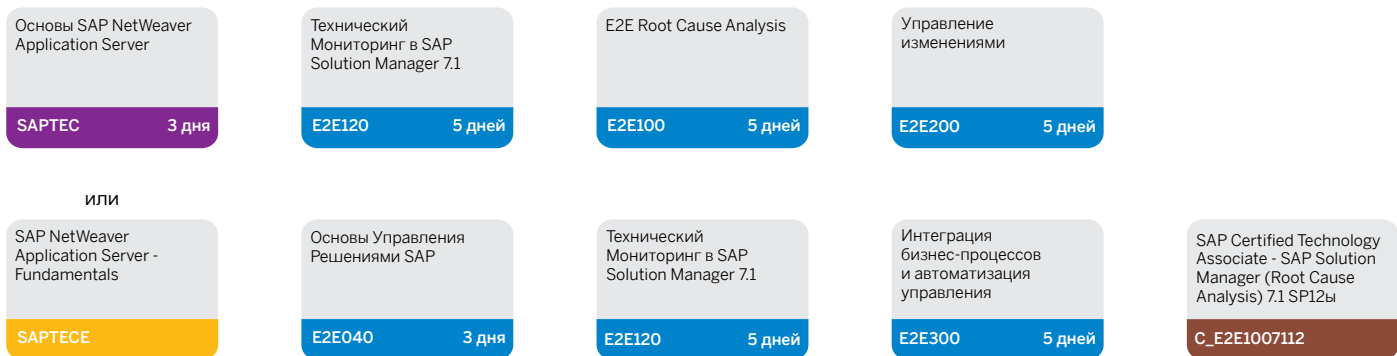 Основы SAP NetWeaver
Application Server
SAPTEC 3 дня
Технический
Мониторинг в SAP
Solution Manager 7.1
E2E120 5 дней
E2E Root Cause Analysis
E2E100 5 дней
Управление
изменениями
E2E200 5 дней
или
SAP NetWeaver
Application Server -
Fundamentals
SAPTECE
Основы Управления
Решениями SAP
E2E040 3 дня
Технический
Мониторинг в SAP
Solution Manager 7.1
E2E120 5 дней
Интеграция
бизнес-процессов
и автоматизация
управления
E2E300 5 дней
SAP Certified Technology
Associate - SAP Solution
Manager (Root Cause
Analysis) 7.1 SP12ы
C_E2E1007112